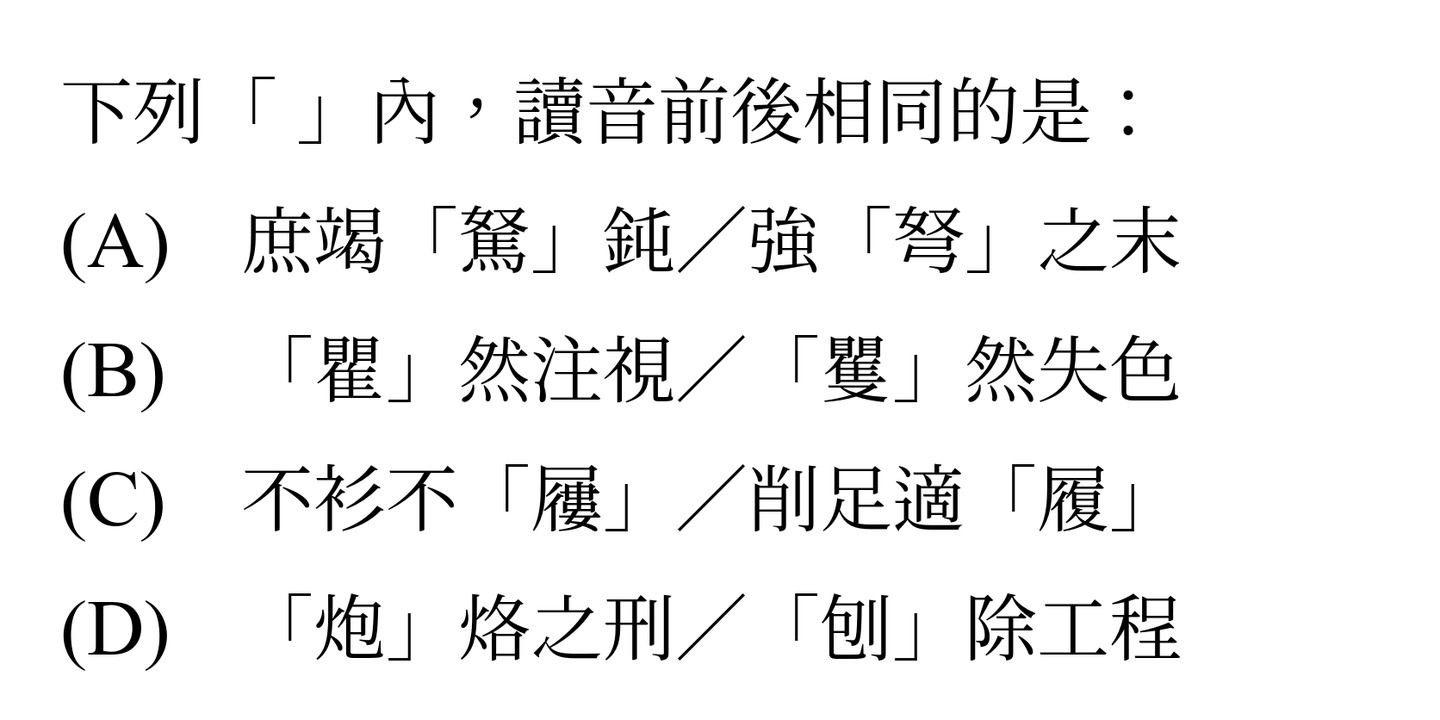 下列「 」內，讀音前後相同的是：
(A) 庶竭「駑」鈍／強「弩」之末
(B) 「瞿」然注視／「矍」然失色
(C) 不衫不「屨」／削足適「履」
(D) 「炮」烙之刑／「刨」除工程